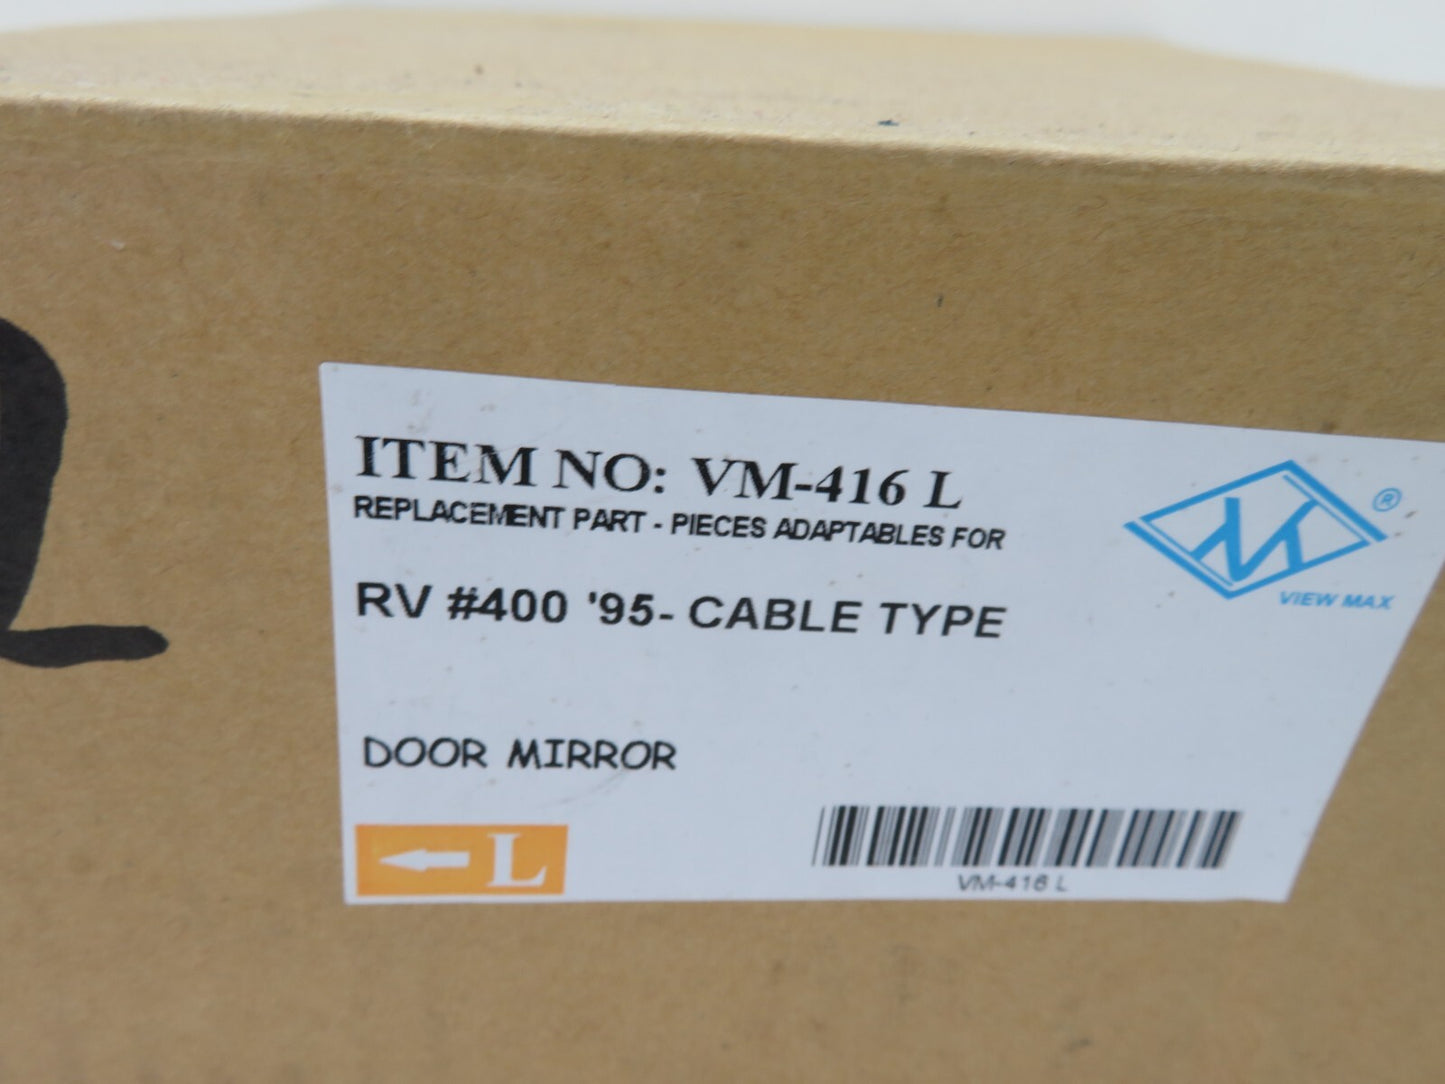 ITEM NO: VM-416 L
REPLACEMENT PART - PIECES ADAPTABLES FOR
RV #400 '95- CABLE TYPE
DOOR MIRROR
L
VM-416 L
®
VIEW MAX